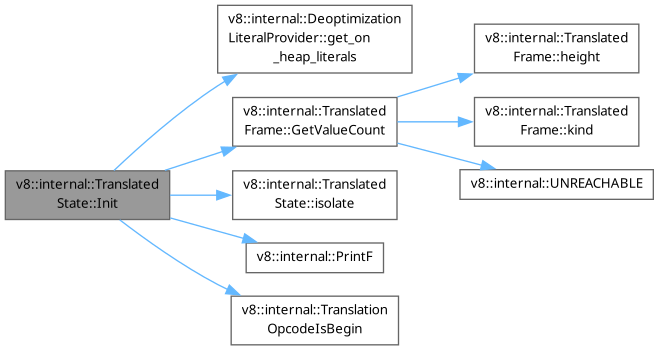 v8::internal::Translated
State::Init
v8::internal::Deoptimization
LiteralProvider::get_on
_heap_literals
v8::internal::Translated
Frame::GetValueCount
v8::internal::Translated
Frame::height
v8::internal::Translated
Frame::kind
v8::internal::UNREACHABLE
v8::internal::Translated
State::isolate
v8::internal::PrintF
v8::internal::Translation
OpcodeIsBegin